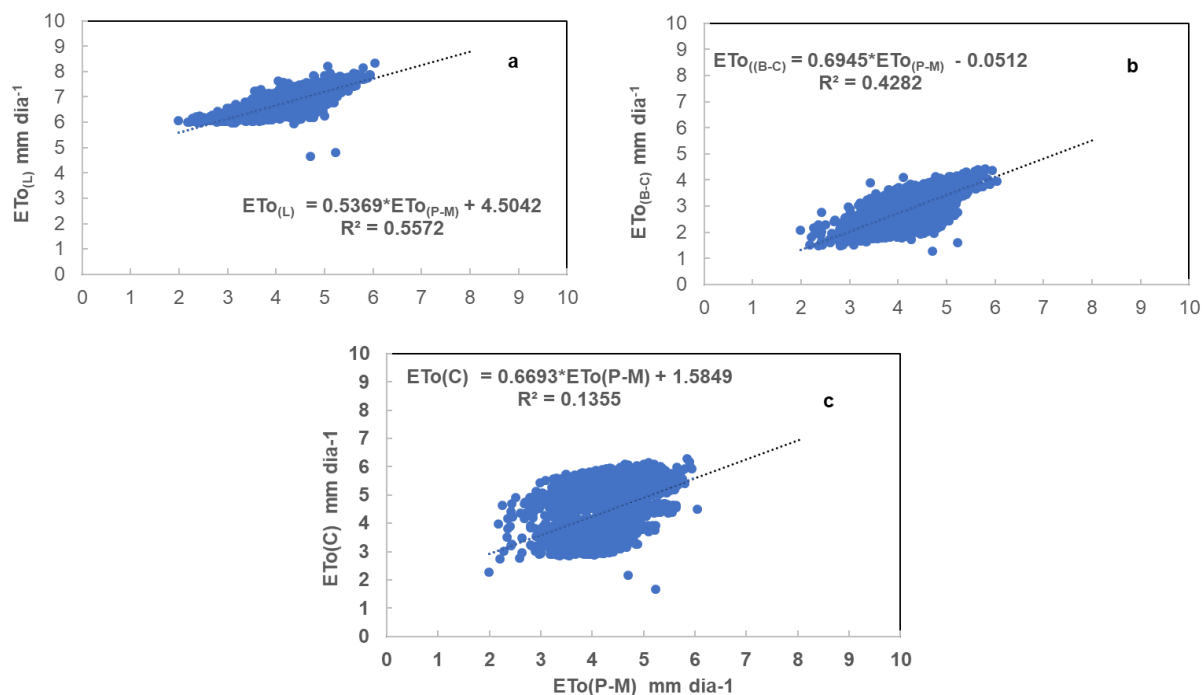 10
9
8
7
6
5
4
3
2
1
0
ETo(L) mm dia-1
a
ETo(L) = 0.5369*ETo(P-M) + 4.5042
R² = 0.5572
0 1 2 3 4 5 6 7 8 9 10
10
9
8
7
6
5
4
3
2
1
0
ETo(B-C) mm dia-1
ETo((B-C) = 0.6945*ETo(P-M) - 0.0512
R² = 0.4282
b
0 1 2 3 4 5 6 7 8 9 10
10
9
8
7
6
5
4
3
2
1
0
ETo(C) mm dia-1
ETo(C) = 0.6693*ETo(P-M) + 1.5849
R² = 0.1355
c
0 1 2 3 4 5 6 7 8 9 10
ETo(P-M) mm dia-1